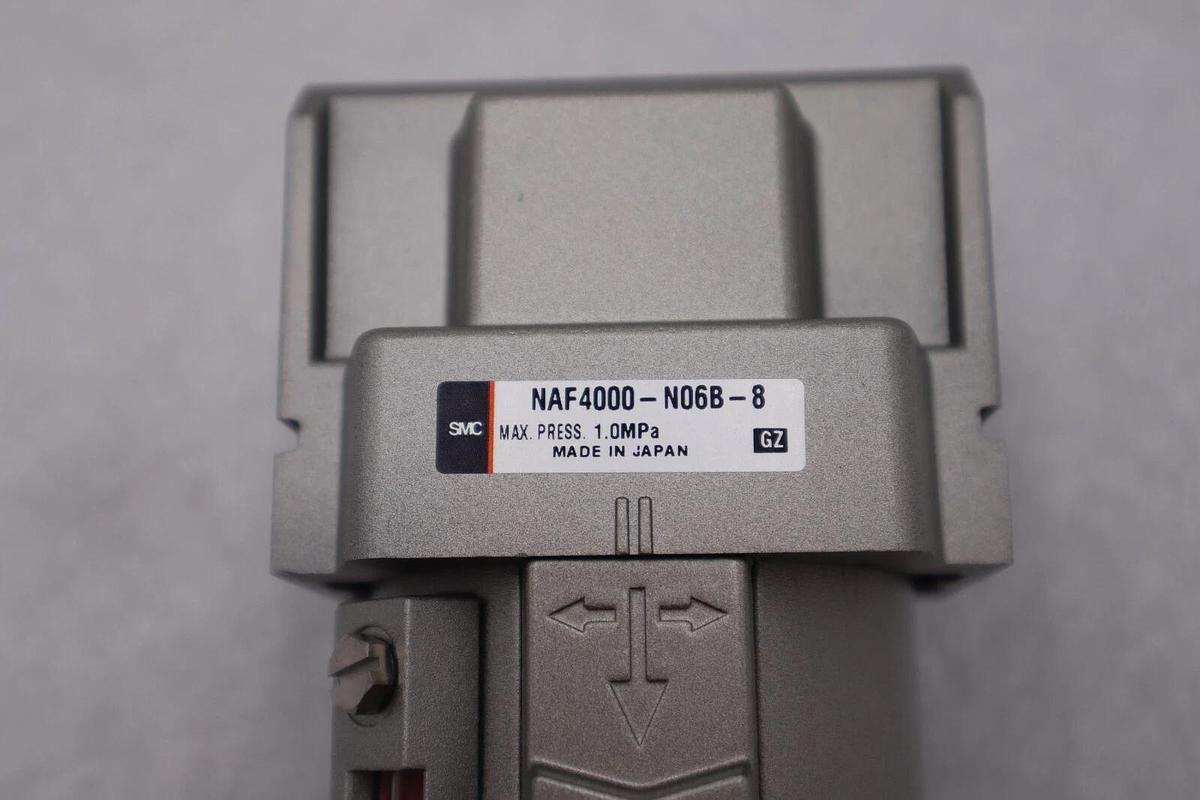 NAF4000-N06B-8
SMC MAX. PRESS. 1.0MPa
MADE IN JAPAN GZ